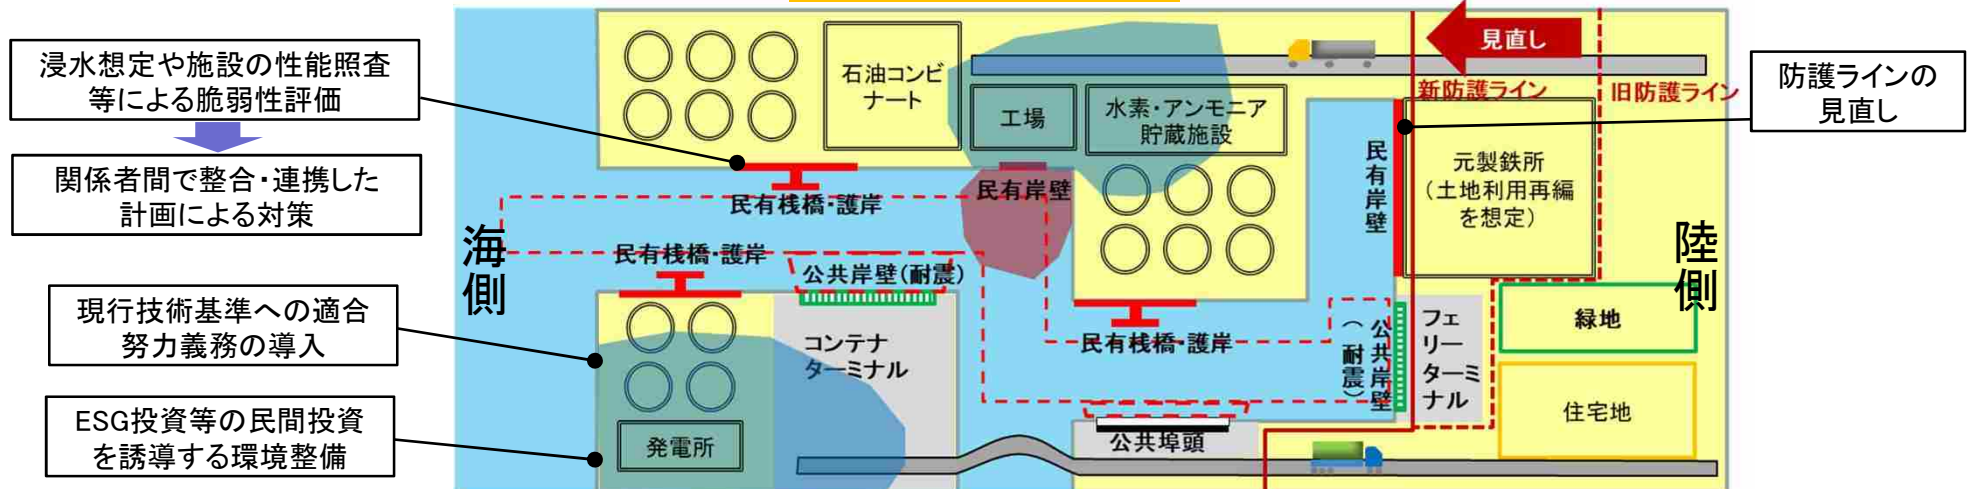 浸水想定や施設の性能照査
等による脆弱性評価
関係者間で整合・連携した
計画による対策
現行技術基準への適合
努力義務の導入
ESG投資等の民間投資
を誘導する環境整備
海側
石油コンビ
ナート
工場
水素・アンモニア
貯蔵施設
見直し
新防護ライン
旧防護ライン
防護ラインの
見直し
民有桟橋・護岸
民有岸壁
民有岸壁
元製鉄所
（土地利用再編
を想定）
陸側
民有桟橋・護岸
公共岸壁（耐震）
コンテナ
ターミナル
民有桟橋・護岸
公共岸壁
（耐震）
フェ
リー
ターミ
ナル
緑地
住宅地
発電所
公共埠頭